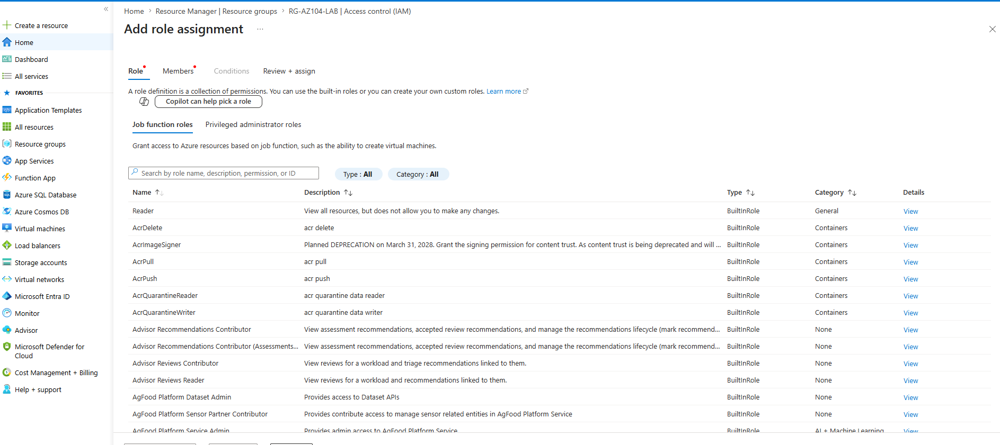 Home > Resource Manager | Resource groups > RG-AZ104-LAB | Access control (IAM)
Add role assignment ...
Create a resource
Home
Dashboard
All services
FAVORITES
Application Templates
All resources
Resource groups
App Services
Function App
Azure SQL Database
Azure Cosmos DB
Virtual machines
Load balancers
Storage accounts
Virtual networks
Microsoft Entra ID
Monitor
Advisor
Microsoft Defender for
Cloud
Cost Management + Billing
Help + support
Role Members Conditions Review + assign
A role definition is a collection of permissions. You can use the built-in roles or you can create your own custom roles. Learn more
Copilot can help pick a role
Job function roles Privileged administrator roles
Grant access to Azure resources based on job function, such as the ability to create virtual machines.
Search by role name, description, permission, or ID Type : All Category : All
Name Description Type Category Details
Reader View all resources, but does not allow you to make any changes. BuiltInRole General View
AcrDelete acr delete BuiltInRole Containers View
AcrImageSigner Planned DEPRECATION on March 31, 2028. Grant the signing permission for content trust. As content trust is being deprecated and will ... BuiltInRole Containers View
AcrPull acr pull BuiltInRole Containers View
AcrPush acr push BuiltInRole Containers View
AcrQuarantineReader acr quarantine data reader BuiltInRole Containers View
AcrQuarantineWriter acr quarantine data writer BuiltInRole Containers View
Advisor Recommendations Contributor View assessment recommendations, accepted review recommendations, and manage the recommendations lifecycle (mark recommend... BuiltInRole None View
Advisor Recommendations Contributor (Assessments... View assessment recommendations, accepted review recommendations, and manage the recommendations lifecycle (mark recommend... BuiltInRole None View
Advisor Reviews Contributor View reviews for a workload and triage recommendations linked to them. BuiltInRole None View
Advisor Reviews Reader View reviews for a workload and recommendations linked to them. BuiltInRole None View
AgFood Platform Dataset Admin Provides access to Dataset APIs BuiltInRole None View
AgFood Platform Sensor Partner Contributor Provides contribute access to manage sensor related entities in AgFood Platform Service BuiltInRole None View
AgFood Platform Service Admin Provides admin access to AgFood Platform Service BuiltInRole AI + Machine Learning View